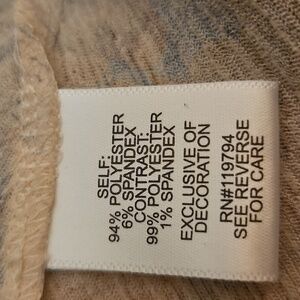 SELF:
94% POLYESTER
6% SPANDEX
CONTRAST:
99% POLYESTER
1% SPANDEX
EXCLUSIVE OF
DECORATION
RN#119794
SEE REVERSE
FOR CARE